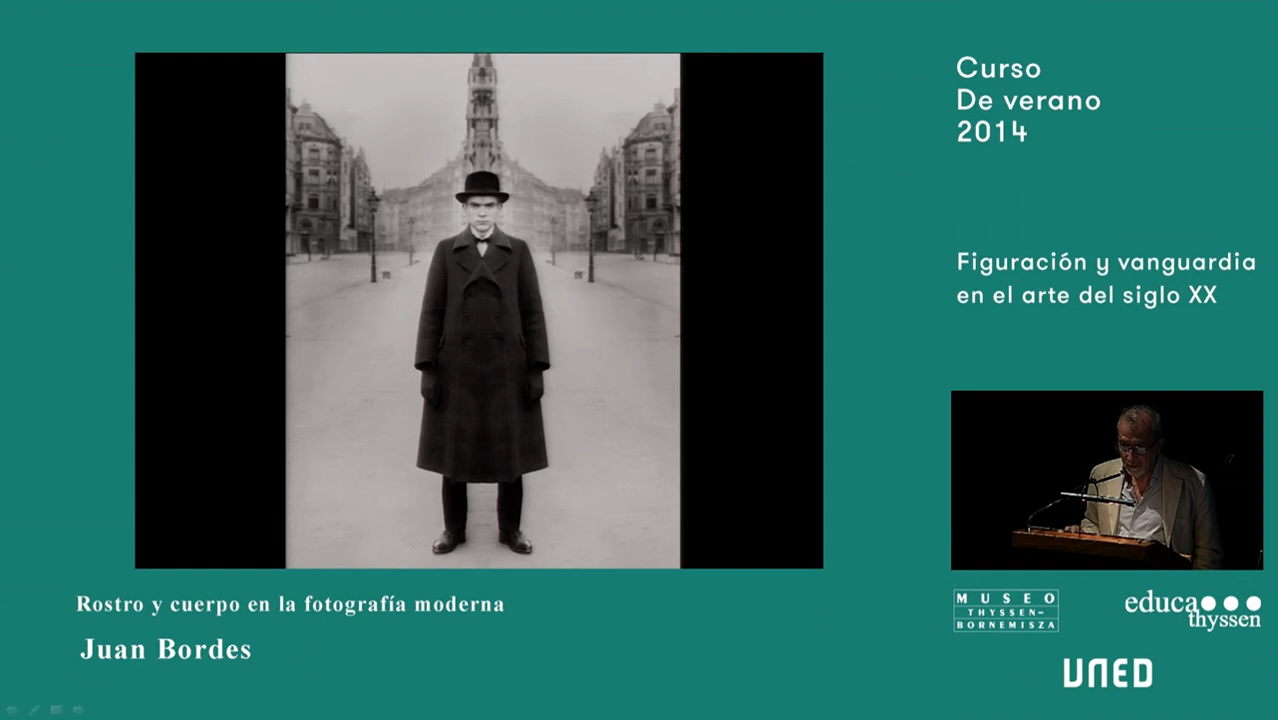 Curso
De verano
2014
Figuración y vanguardia
en el arte del siglo XX
Rostro y cuerpo en la fotografía moderna
Juan Bordes
MUSEO
THYSSEN-
BORNEMISZA
educa
thyssen
UNED